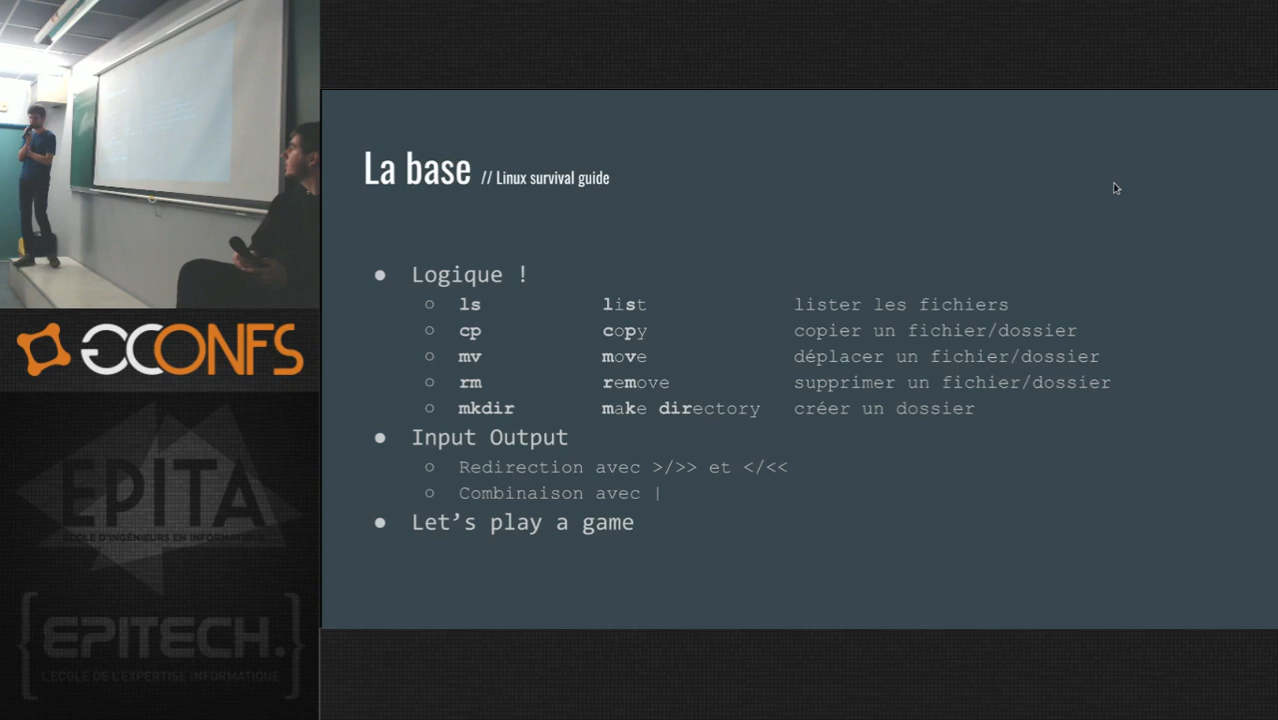 La base // Linux survival guide
● Logique !
○ ls list lister les fichiers
○ cp copy copier un fichier/dossier
○ mv move déplacer un fichier/dossier
○ rm remove supprimer un fichier/dossier
○ mkdir make directory créer un dossier
● Input Output
○ Redirection avec >/>> et </<<
○ Combinaison avec |
● Let’s play a game
GCONFS
EPITA
ÉCOLE D'INGÉNIEURS EN INFORMATIQUE
{EPITECH.}
L'ÉCOLE DE L'EXPERTISE INFORMATIQUE